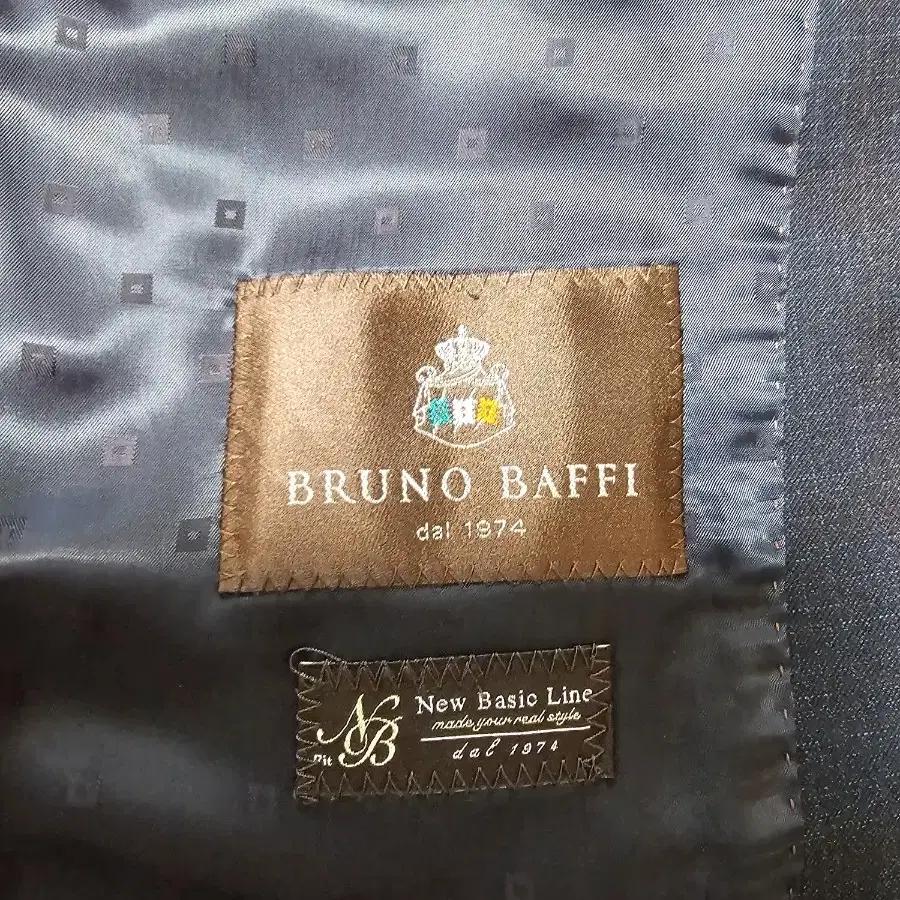 BRUNO BAFFI
dal 1974
NB
New Basic Line
made your real style
dal 1974